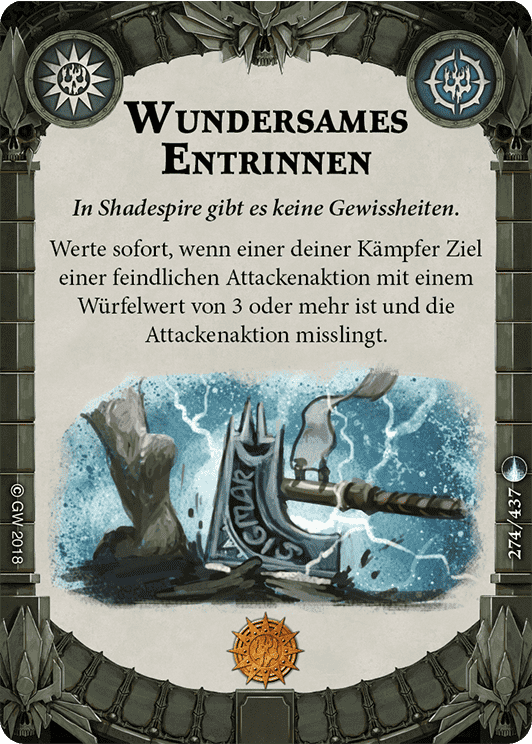 Wundersames
Entrinnen
In Shadespire gibt es keine Gewissheiten.
Werte sofort, wenn einer deiner Kämpfer Ziel
einer feindlichen Attackenaktion mit einem
Würfelwert von 3 oder mehr ist und die
Attackenaktion misslingt.
© GW 2018
274/437